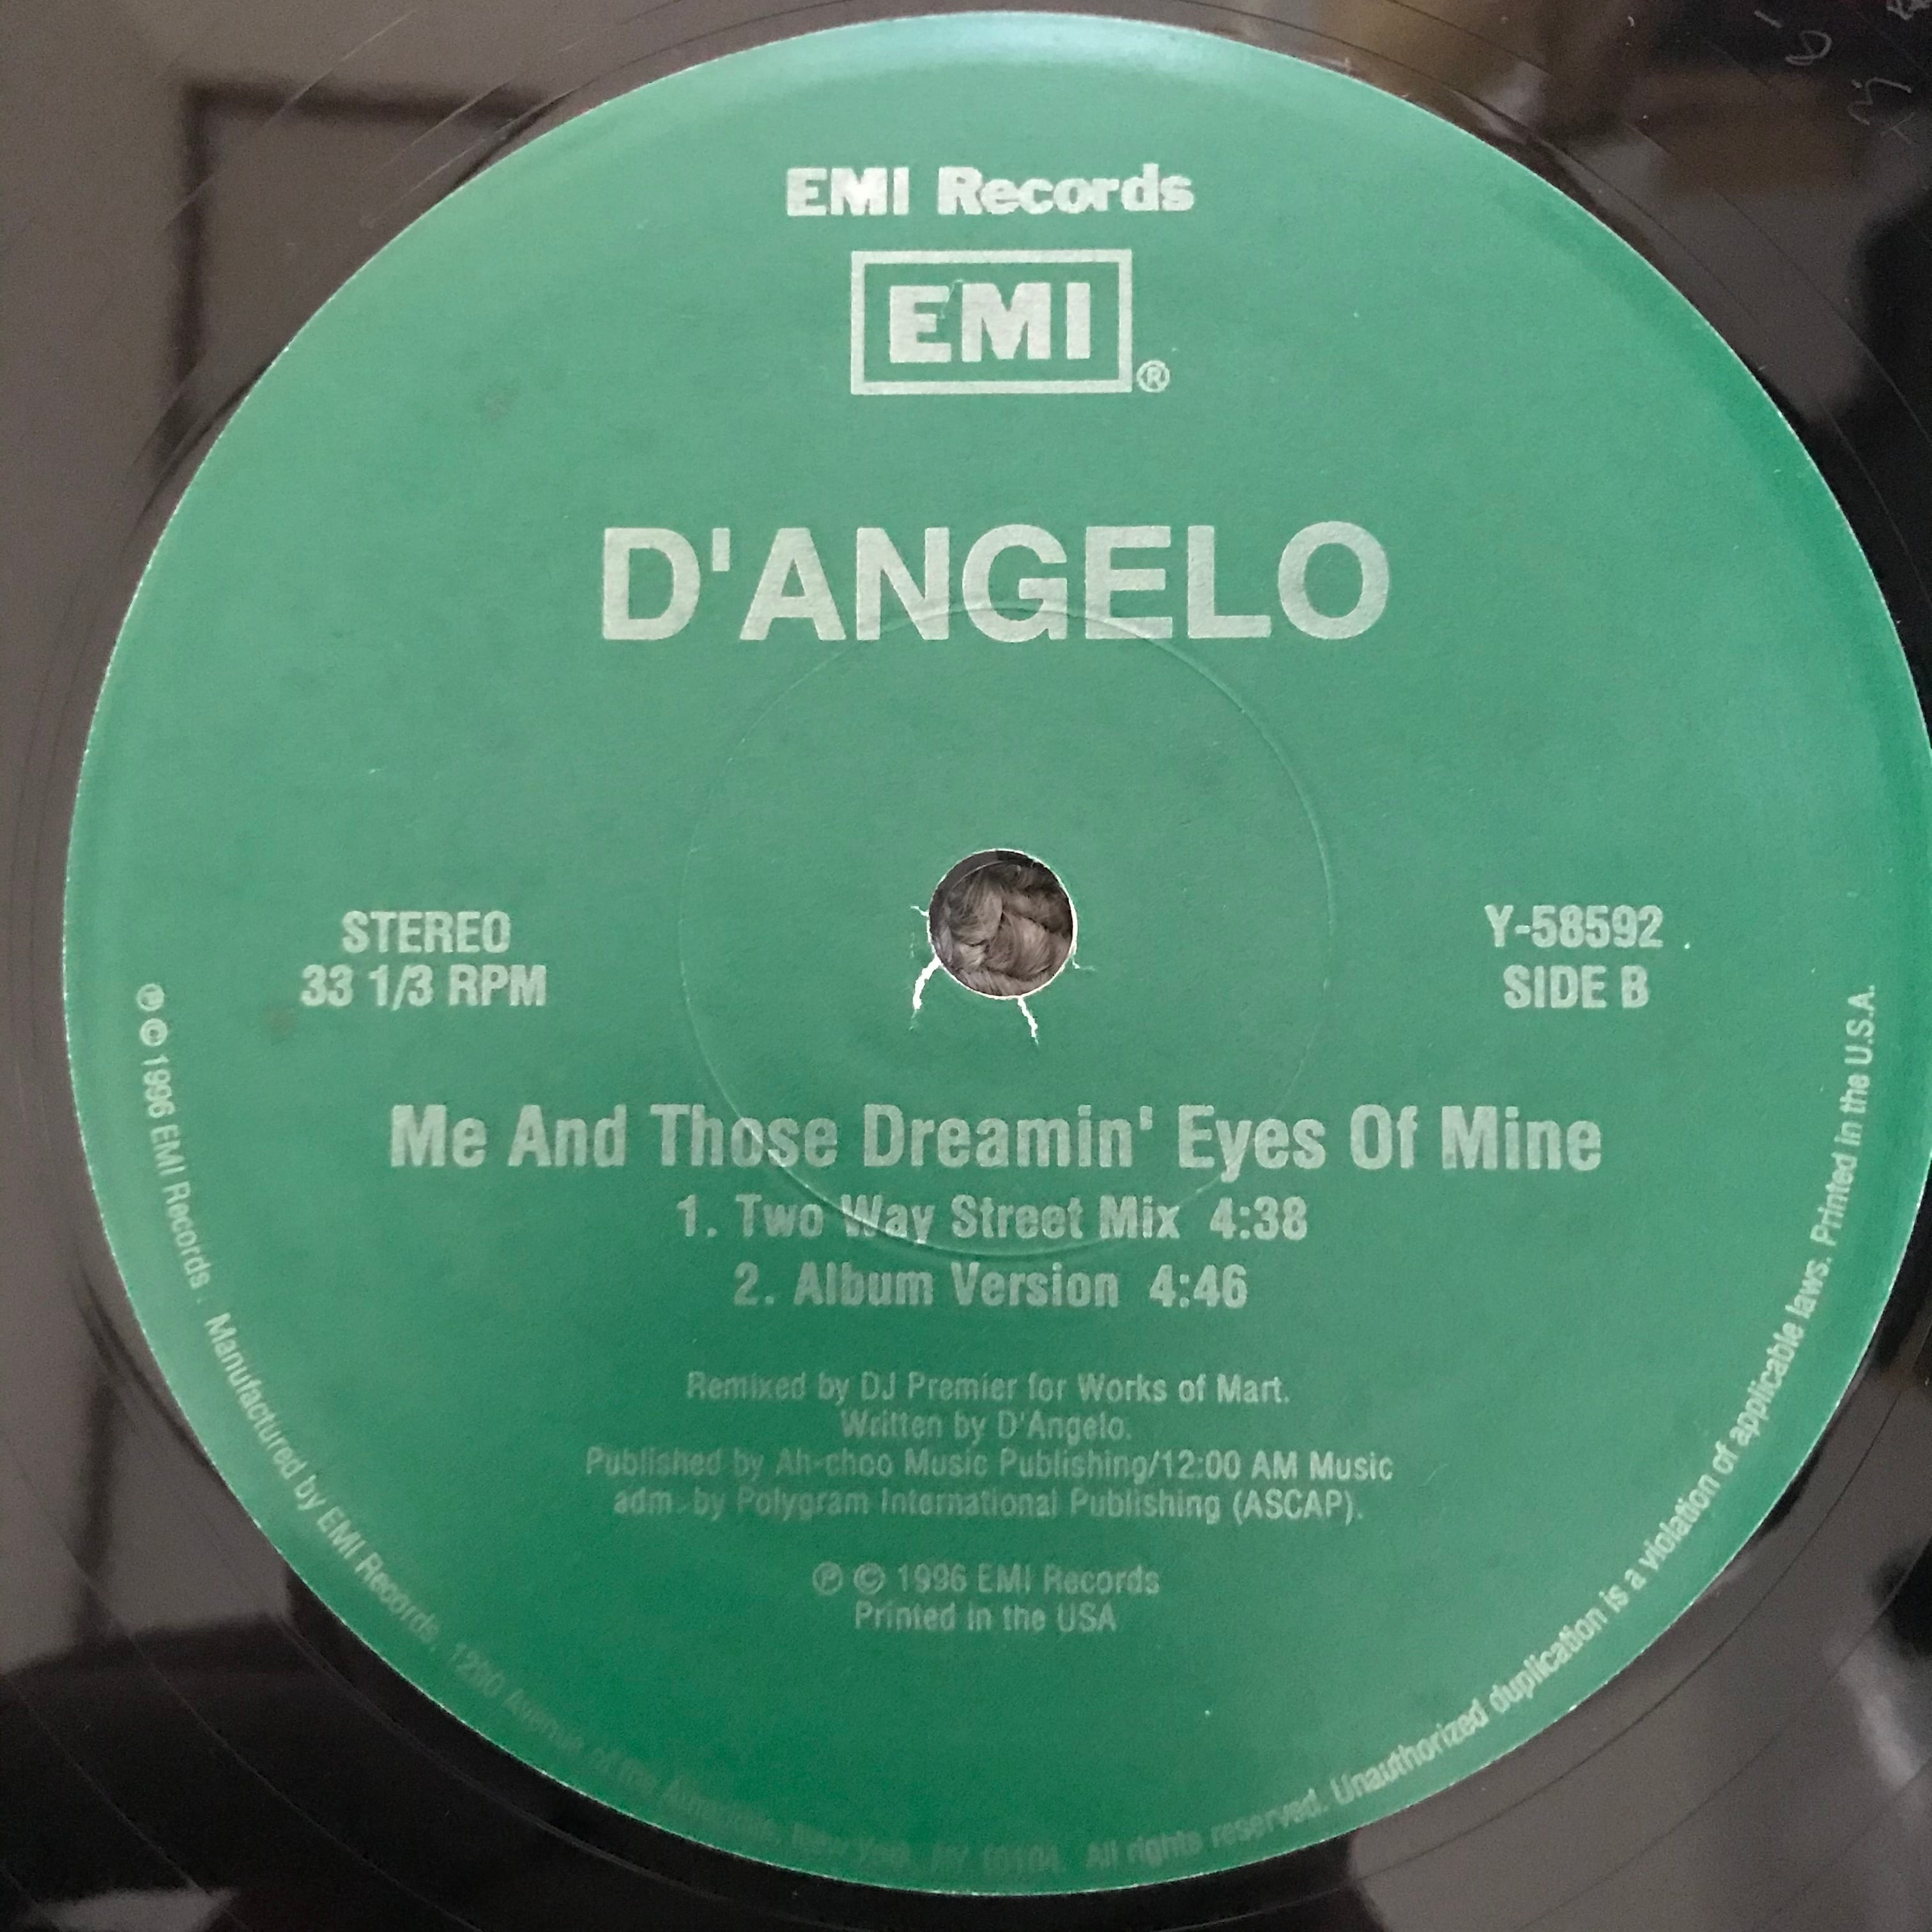 EMI Records
EMI®
D'ANGELO
STEREO
33 1/3 RPM
Y-58592
SIDE B
Me And Those Dreamin' Eyes Of Mine
1. Two Way Street Mix 4:38
2. Album Version 4:46
Remixed by DJ Premier for Works of Mart.
Written by D'Angelo.
Published by Ah-choo Music Publishing/12:00 AM Music
adm. by Polygram International Publishing (ASCAP).
℗ © 1996 EMI Records
Printed in the USA
℗ © 1996 EMI Records. Manufactured by EMI Records, 1290 Avenue of the Americas, New York, NY 10104. All rights reserved. Unauthorized duplication is a violation of applicable laws. Printed in the U.S.A.